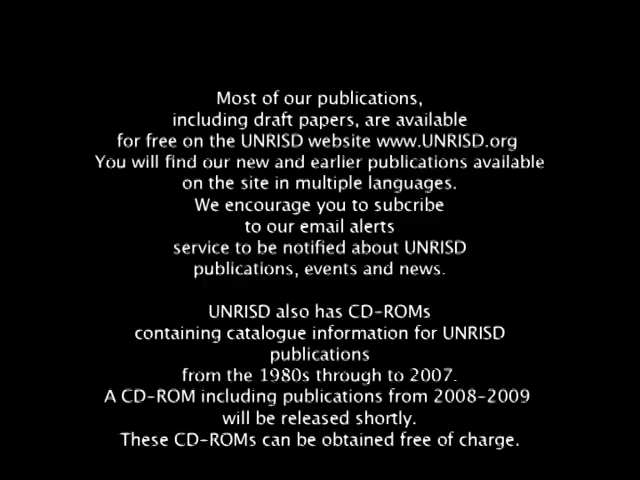 Most of our publications,
including draft papers, are available
for free on the UNRISD website www.UNRISD.org
You will find our new and earlier publications available
on the site in multiple languages.
We encourage you to subcribe
to our email alerts
service to be notified about UNRISD
publications, events and news.
UNRISD also has CD-ROMs
containing catalogue information for UNRISD
publications
from the 1980s through to 2007.
A CD-ROM including publications from 2008-2009
will be released shortly.
These CD-ROMs can be obtained free of charge.